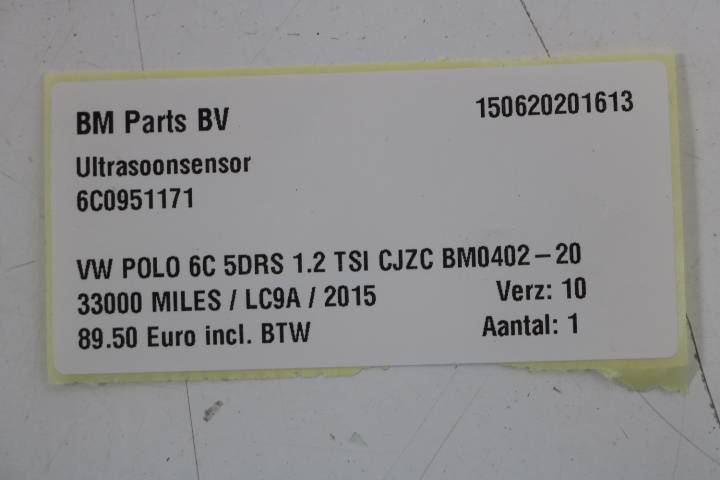 BM Parts BV 150620201613
Ultrasoonsensor
6C0951171
VW POLO 6C 5DRS 1.2 TSI CJZC BM0402-20
33000 MILES / LC9A / 2015 Verz: 10
89.50 Euro incl. BTW Aantal: 1